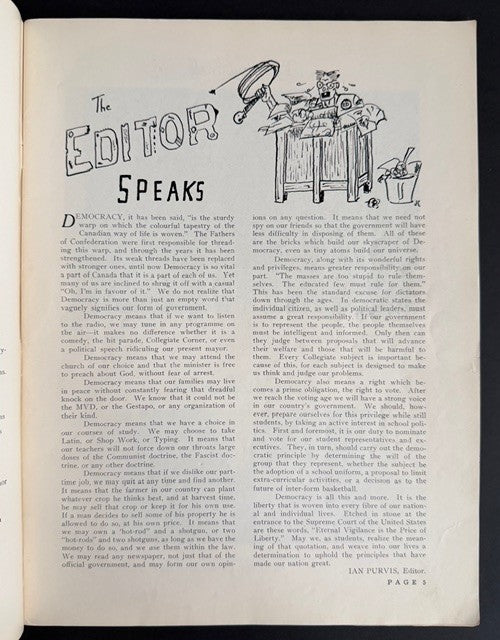 The
EDITOR
SPEAKS
DEMOCRACY, it has been said, "is the sturdy
warp on which the colourful tapestry of the
Canadian way of life is woven." The Fathers
of Confederation were first responsible for thread-
ing this warp, and through the years it has been
strengthened. Its weak threads have been replaced
with stronger ones, until now Democracy is so vital
a part of Canada that it is a part of each of us. Yet
many of us are inclined to shrug it off with a casual
"Oh, I'm in favour of it." We do not realize that
Democracy is more than just an empty word that
vaguely signifies our form of government.
Democracy means that if we want to listen
to the radio, we may tune in any programme on
the air—it makes no difference whether it is a
comedy, the hit parade, Collegiate Corner, or even
a political speech ridiculing our present mayor.
Democracy means that we may attend the
church of our choice and that the minister is free
to preach about God, without fear of arrest.
Democracy means that our families may live
in peace without constantly fearing that dreadful
knock on the door. We know that it could not be
the MVD, or the Gestapo, or any organization of
their kind.
Democracy means that we have a choice in
our courses of study. We may choose to take
Latin, or Shop Work, or Typing. It means that
our teachers will not force down our throats large
doses of the Communist doctrine, the Fascist doc-
trine, or any other doctrine.
Democracy means that if we dislike our part-
time job, we may quit at any time and find another.
It means that the farmer in our country can plant
whatever crop he thinks best, and at harvest time,
he may sell that crop or keep it for his own use.
If a man decides to sell some of his property he is
allowed to do so, at his own price. It means that
we may own a "hot-rod" and a shotgun, or two
"hot-rods" and two shotguns, as long as we have the
money to do so, and we use them within the law.
We may read any newspaper, not just that of the
official government, and may form our own opin-
ions on any question. It means that we need not
spy on our friends so that the government will have
less difficulty in disposing of them. All of these
are the bricks which build our skyscraper of De-
mocracy, even as tiny atoms build our universe.
Democracy, along with its wonderful rights
and privileges, means greater responsibility on our
part. "The masses are too stupid to rule them-
selves. The educated few must rule for them."
This has been the standard excuse for dictators
down through the ages. In democratic states the
individual citizen, as well as political leaders, must
assume a great responsibility. If our government
is to represent the people, the people themselves
must be intelligent and informed. Only then can
they judge between proposals that will advance
their welfare and those that will be harmful to
them. Every Collegiate subject is important be-
cause of this, for each subject is designed to make
us think and judge our problems.
Democracy also means a right which be-
comes a prime obligation, the right to vote. After
we reach the voting age we will have a strong voice
in our country's government. We should, how-
ever, prepare ourselves for this privilege while still
students, by taking an active interest in school poli-
tics. First and foremost, it is our duty to nominate
and vote for our student representatives and ex-
ecutives. They, in turn, should carry out the demo-
cratic principle by determining the will of the
group that they represent, whether the subject be
the adoption of a school uniform, a proposal to limit
extra-curricular activities, or a decision as to the
future of inter-form basketball.
Democracy is all this and more. It is the
liberty that is woven into every fibre of our nation-
al and individual lives. Etched in stone at the
entrance to the Supreme Court of the United States
are these words, "Eternal Vigilance is the Price of
Liberty." May we, as students, realize the mean-
ing of that quotation, and weave into our lives a
determination to uphold the principles that have
made our nation great.
IAN PURVIS, Editor.
PAGE 5